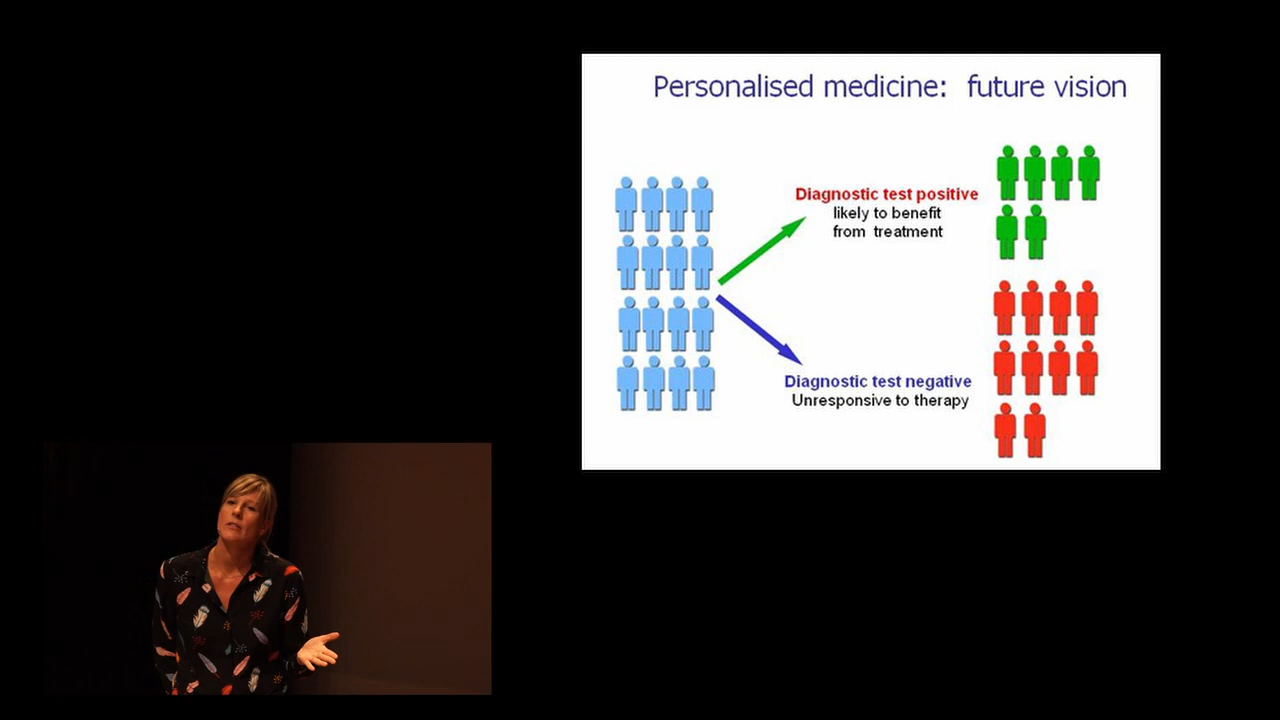 Personalised medicine: future vision
Diagnostic test positive
likely to benefit
from treatment
Diagnostic test negative
Unresponsive to therapy